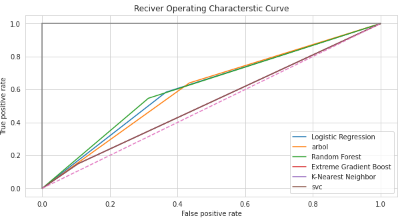 Reciver Operating Characterstic Curve
True positive rate
1.0
0.8
0.6
0.4
0.2
0.0
Logistic Regression
arbol
Random Forest
Extreme Gradient Boost
K-Nearest Neighbor
svc
0.0 0.2 0.4 0.6 0.8 1.0
False positive rate